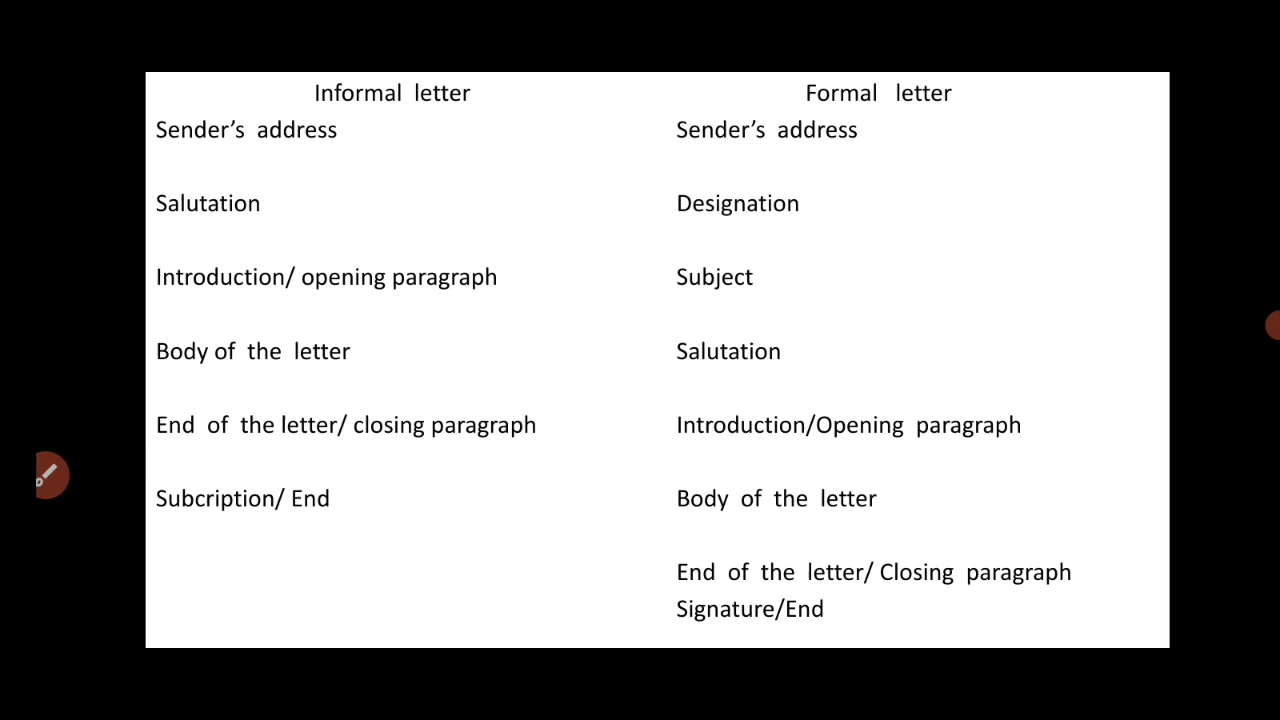 Informal letter
Sender's address
Salutation
Introduction/ opening paragraph
Body of the letter
End of the letter/ closing paragraph
Subcription/ End
Formal letter
Sender's address
Designation
Subject
Salutation
Introduction/Opening paragraph
Body of the letter
End of the letter/ Closing paragraph
Signature/End